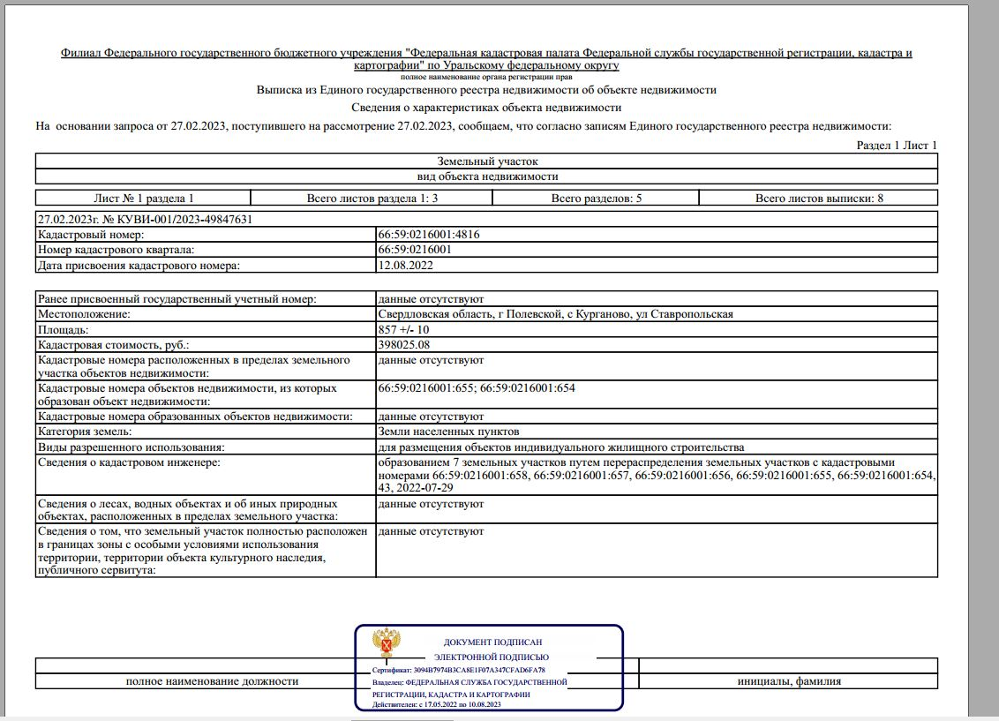 Филиал Федерального государственного бюджетного учреждения "Федеральная кадастровая палата Федеральной службы государственной регистрации, кадастра и
картографии" по Уральскому федеральному округу
полное наименование органа регистрации прав
Выписка из Единого государственного реестра недвижимости об объекте недвижимости
Сведения о характеристиках объекта недвижимости
На основании запроса от 27.02.2023, поступившего на рассмотрение 27.02.2023, сообщаем, что согласно записям Единого государственного реестра недвижимости:
Раздел 1 Лист 1
Земельный участок
вид объекта недвижимости
Лист № 1 раздела 1 Всего листов раздела 1: 3 Всего разделов: 5 Всего листов выписки: 8
27.02.2023г. № КУВИ-001/2023-49847631
Кадастровый номер: 66:59:0216001:4816
Номер кадастрового квартала: 66:59:0216001
Дата присвоения кадастрового номера: 12.08.2022
Ранее присвоенный государственный учетный номер: данные отсутствуют
Местоположение: Свердловская область, г Полевской, с Курганово, ул Ставропольская
Площадь: 857 +/- 10
Кадастровая стоимость, руб.: 398025.08
Кадастровые номера расположенных в пределах земельного данные отсутствуют
участка объектов недвижимости:
Кадастровые номера объектов недвижимости, из которых 66:59:0216001:655; 66:59:0216001:654
образован объект недвижимости:
Кадастровые номера образованных объектов недвижимости: данные отсутствуют
Категория земель: Земли населенных пунктов
Виды разрешенного использования: для размещения объектов индивидуального жилищного строительства
Сведения о кадастровом инженере: образованием 7 земельных участков путем перераспределения земельных участков с кадастровыми
номерами 66:59:0216001:658, 66:59:0216001:657, 66:59:0216001:656, 66:59:0216001:655, 66:59:0216001:654,
43, 2022-07-29
Сведения о лесах, водных объектах и об иных природных данные отсутствуют
объектах, расположенных в пределах земельного участка:
Сведения о том, что земельный участок полностью расположен данные отсутствуют
в границах зоны с особыми условиями использования
территории, территории объекта культурного наследия,
публичного сервитута:
ДОКУМЕНТ ПОДПИСАН
ЭЛЕКТРОННОЙ ПОДПИСЬЮ
Сертификат: 3094B7974B3CA8E1F07A347CFAD6FA78
Владелец: ФЕДЕРАЛЬНАЯ СЛУЖБА ГОСУДАРСТВЕННОЙ
РЕГИСТРАЦИИ, КАДАСТРА И КАРТОГРАФИИ
Действителен: с 17.05.2022 по 10.08.2023
полное наименование должности инициалы, фамилия